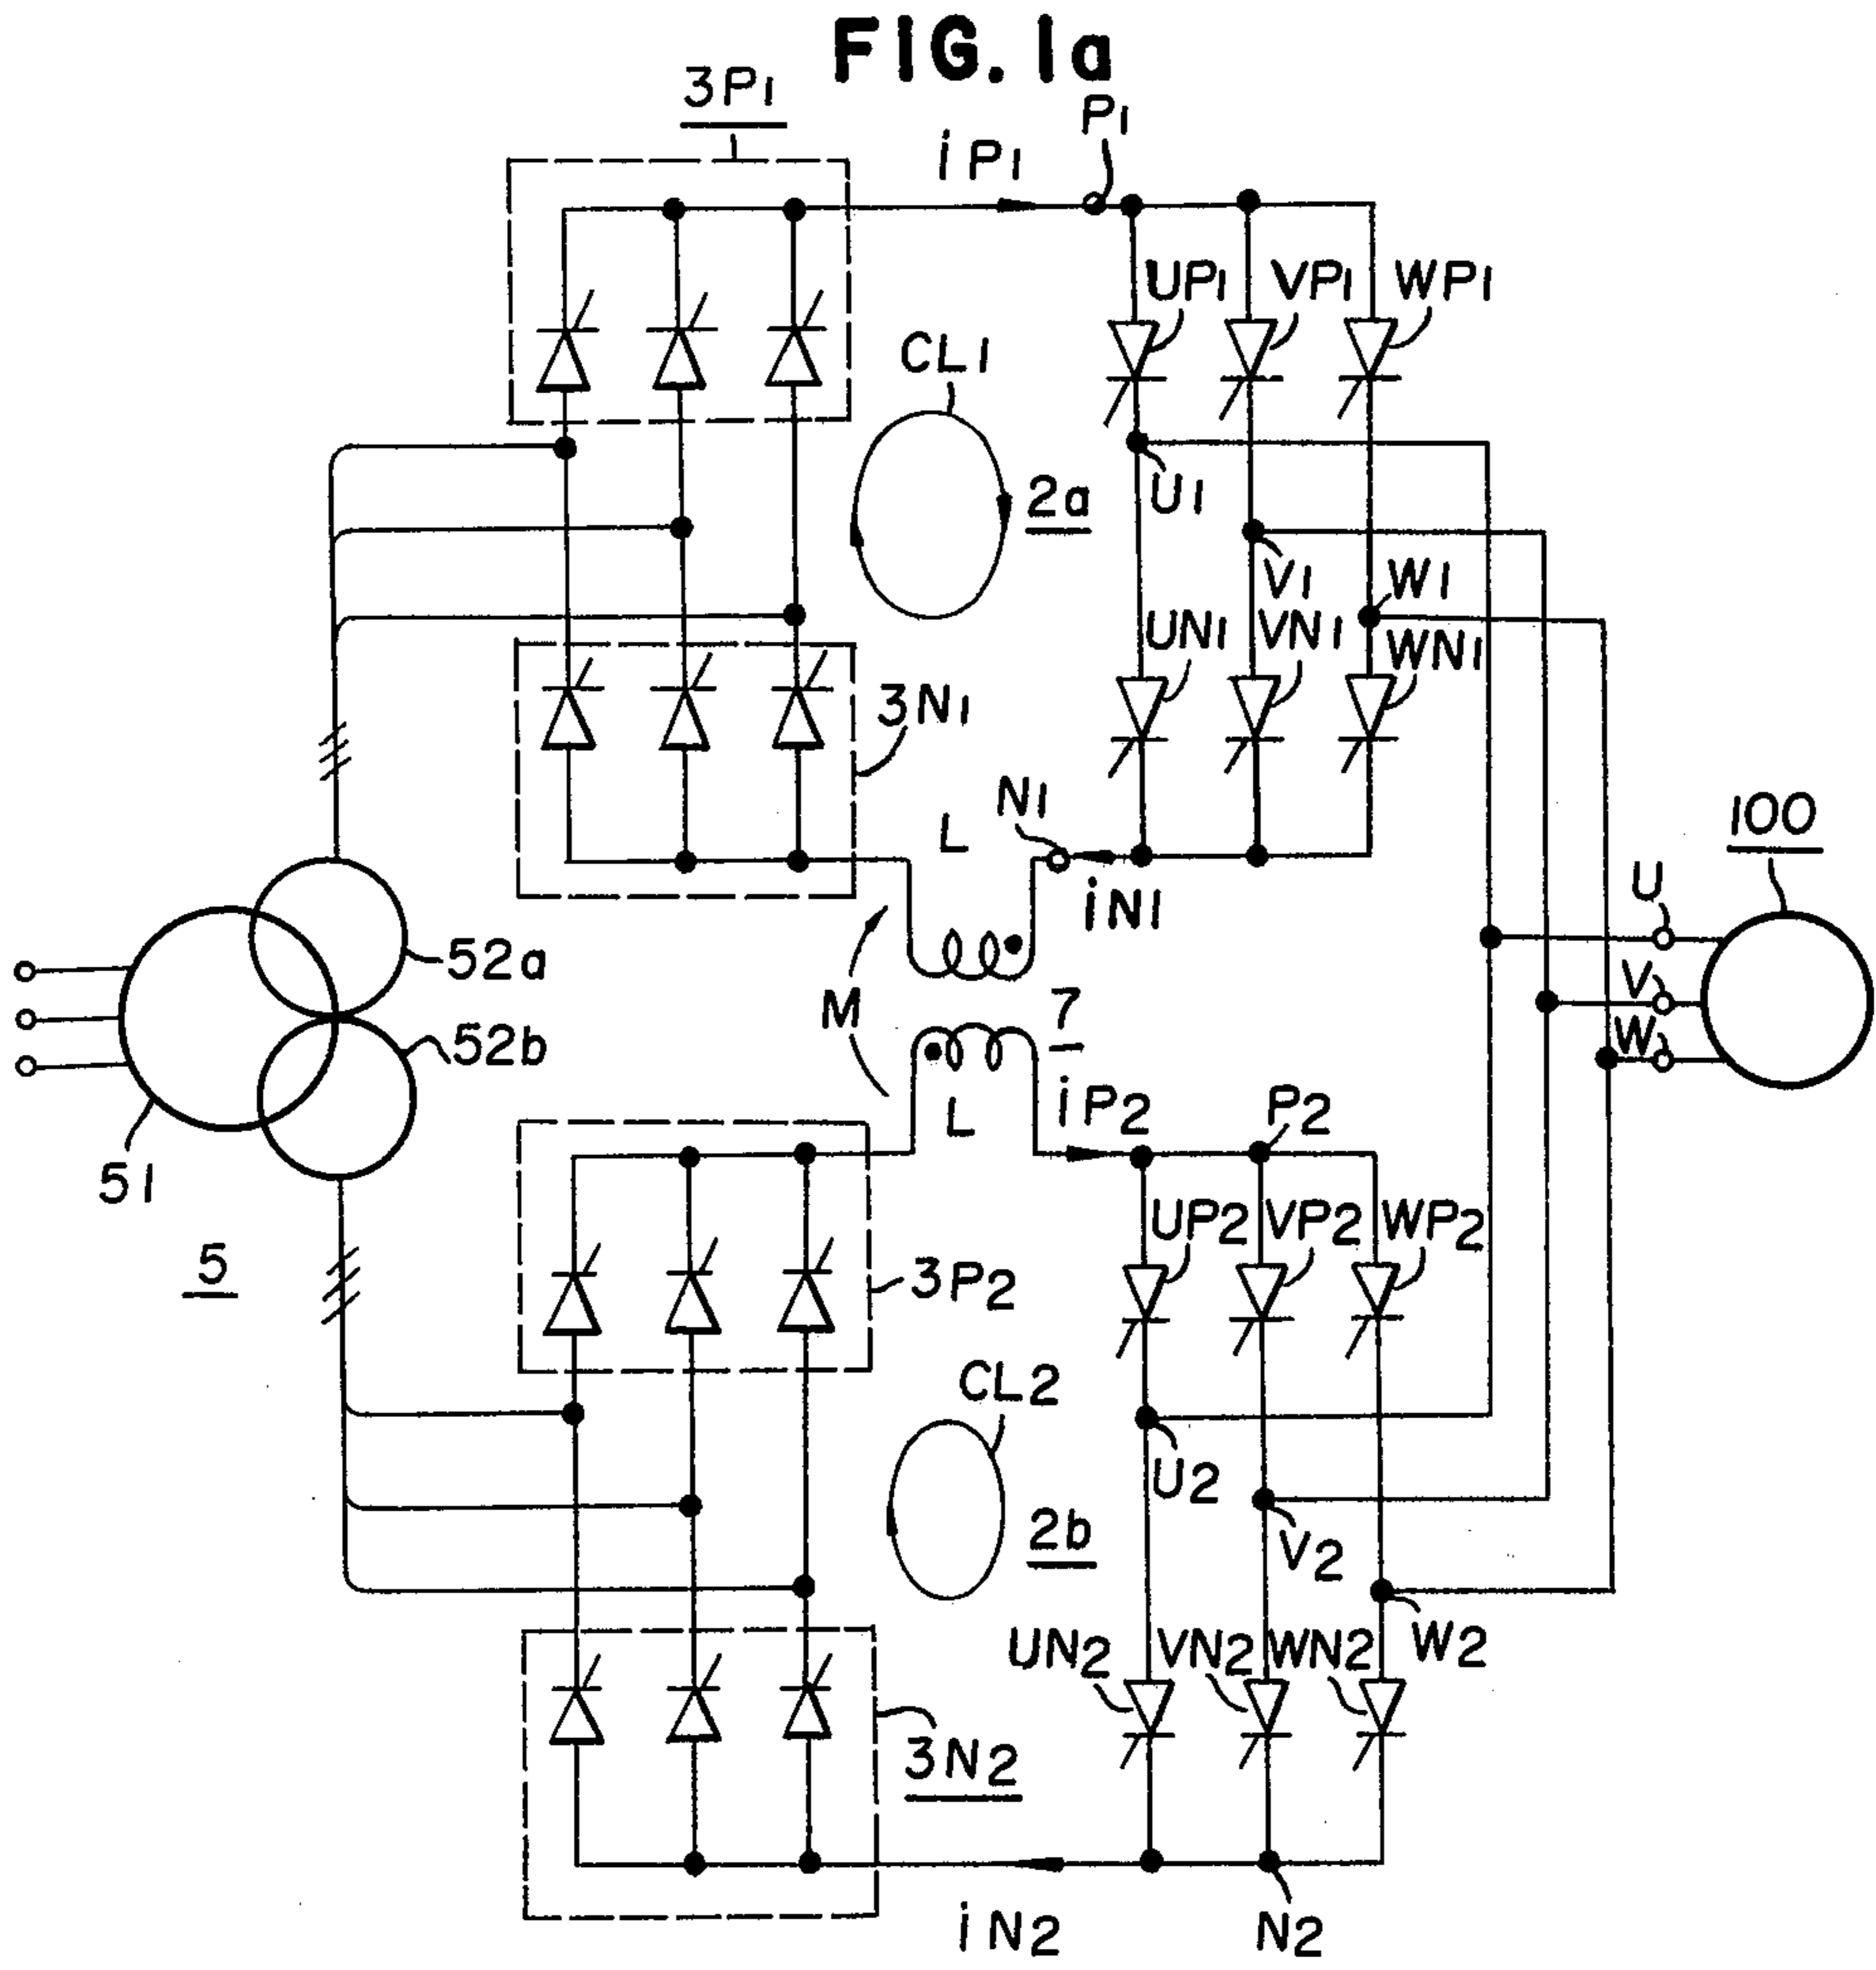 FIG. 1a
3P1
iP1
P1
UP1 VP1 WP1
CL1
2a
U1
V1
W1
UN1 VN1 WN1
3N1
N1
L
iN1
100
U
V
W
52a
M
7
52b
51
L
iP2
P2
UP2 VP2 WP2
5
3P2
CL2
U2
2b
V2
W2
UN2 VN2 WN2
3N2
iN2
N2